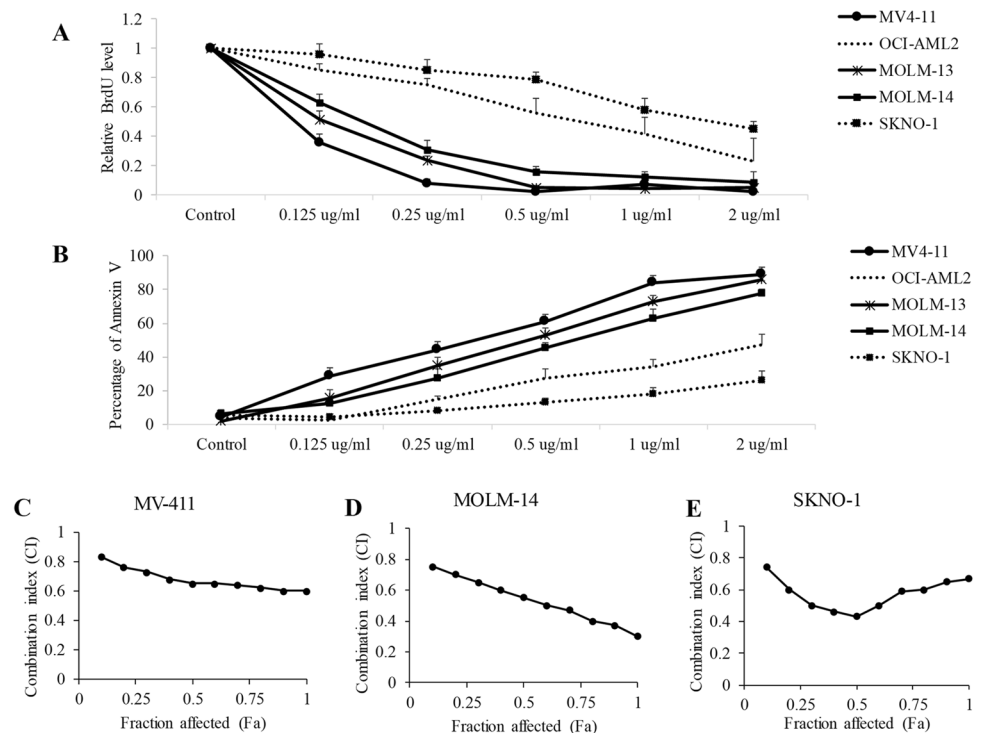 A
Relative BrdU level
1.2
1
0.8
0.6
0.4
0.2
0
Control
0.125 ug/ml
0.25 ug/ml
0.5 ug/ml
1 ug/ml
2 ug/ml
MV4-11
OCI-AML2
MOLM-13
MOLM-14
SKNO-1
B
Percentage of Annexin V
100
80
60
40
20
0
Control
0.125 ug/ml
0.25 ug/ml
0.5 ug/ml
1 ug/ml
2 ug/ml
MV4-11
OCI-AML2
MOLM-13
MOLM-14
SKNO-1
C
MV-411
Combination index (CI)
1
0.8
0.6
0.4
0.2
0
0
0.25
0.5
0.75
1
Fraction affected (Fa)
D
MOLM-14
Combination index (CI)
1
0.8
0.6
0.4
0.2
0
0
0.25
0.5
0.75
1
Fraction affected (Fa)
E
SKNO-1
Combination index (CI)
1
0.8
0.6
0.4
0.2
0
0
0.25
0.5
0.75
1
Fraction affected (Fa)